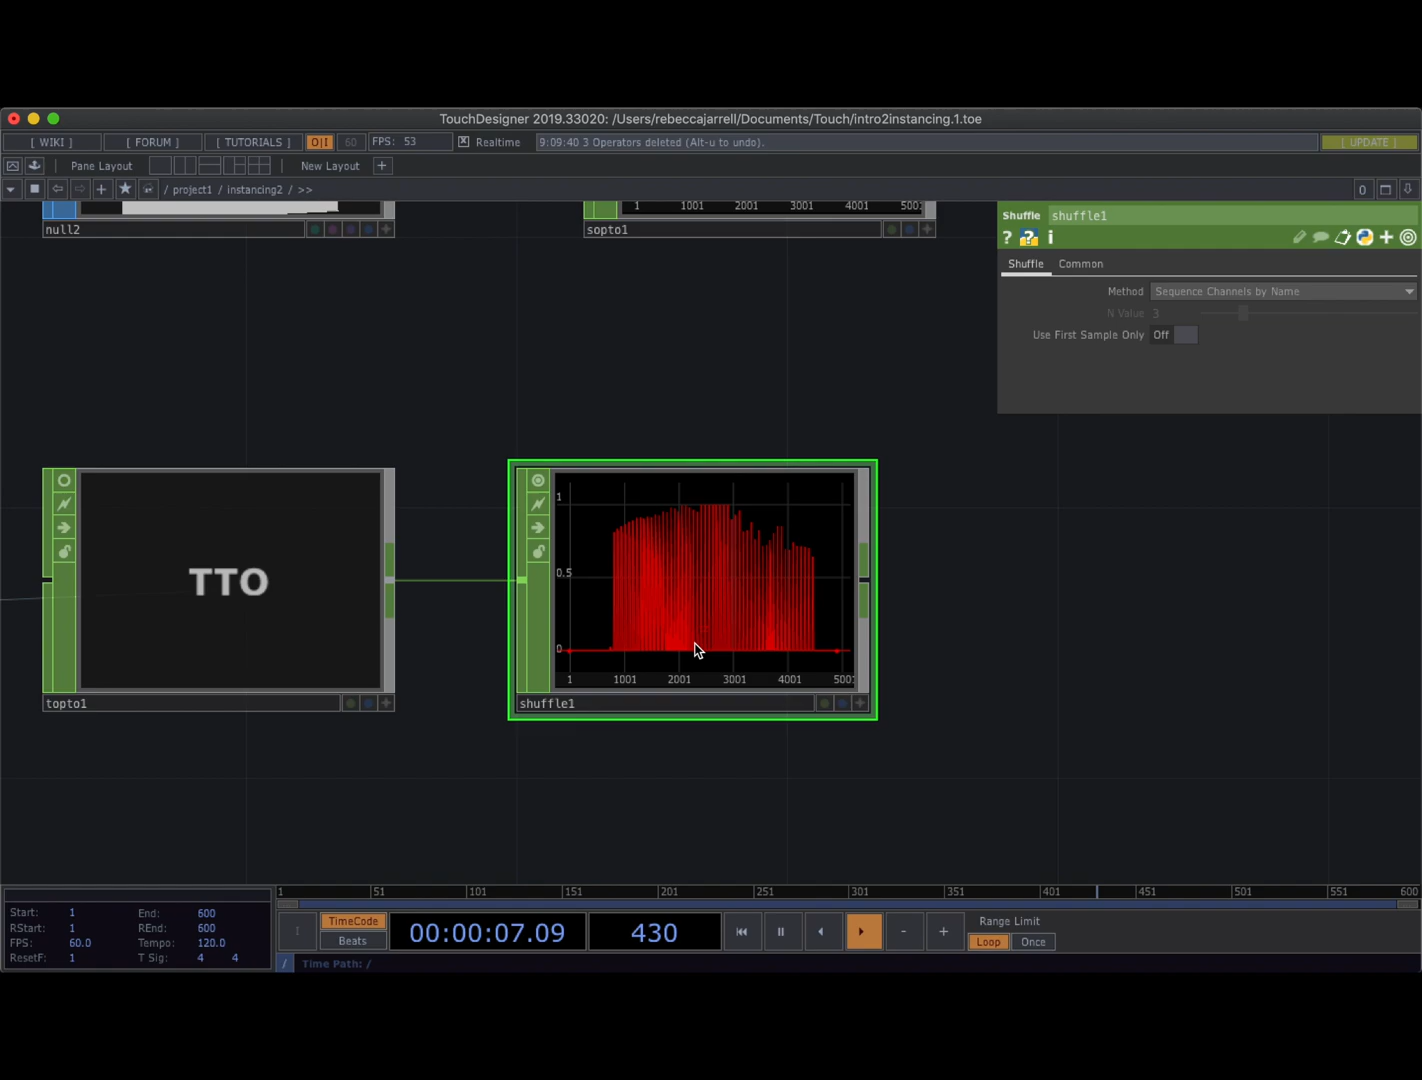 TouchDesigner 2019.33020: /Users/rebeccajarrell/Documents/Touch/intro2instancing.1.toe
[ WIKI ] [ FORUM ] [ TUTORIALS ] O|I 60 FPS: 53 Realtime 9:09:40 3 Operators deleted (Alt-u to undo). [ UPDATE ]
Pane Layout New Layout +
/ project1 / instancing2 / >> 0
1 1001 2001 3001 4001 5001
null2 sopto1
Shuffle shuffle1
? ? i
Shuffle Common
Method Sequence Channels by Name
N Value 3
Use First Sample Only Off
TTO
1
0.5
0
1 1001 2001 3001 4001 5001
topto1 shuffle1
1 51 101 151 201 251 301 351 401 451 501 551 600
Start: 1 End: 600
RStart: 1 REnd: 600
FPS: 60.0 Tempo: 120.0
ResetF: 1 T Sig: 4 4
TimeCode
Beats
00:00:07.09 430
- +
Range Limit
Loop Once
/ Time Path: /